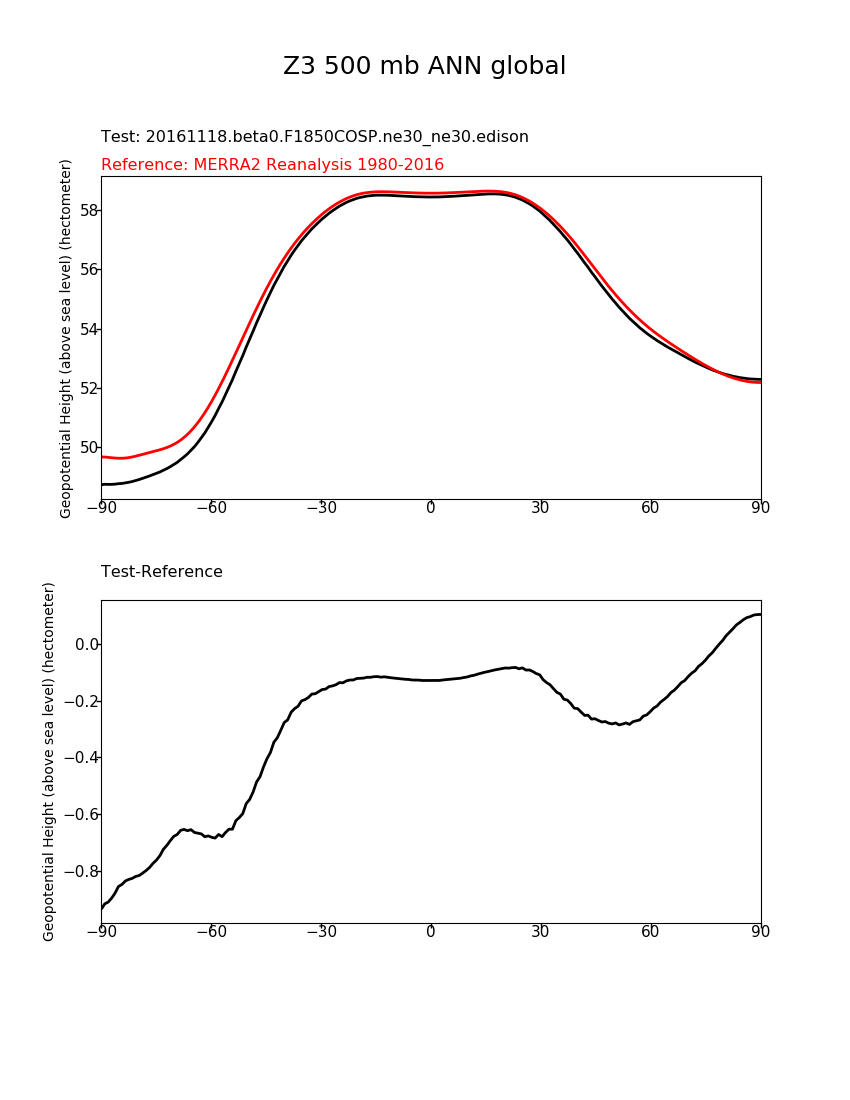 Z3 500 mb ANN global
Test: 20161118.beta0.F1850COSP.ne30_ne30.edison
Reference: MERRA2 Reanalysis 1980-2016
Geopotential Height (above sea level) (hectometer)
58
56
54
52
50
−90 −60 −30 0 30 60 90
Test-Reference
Geopotential Height (above sea level) (hectometer)
0.0
−0.2
−0.4
−0.6
−0.8
−90 −60 −30 0 30 60 90